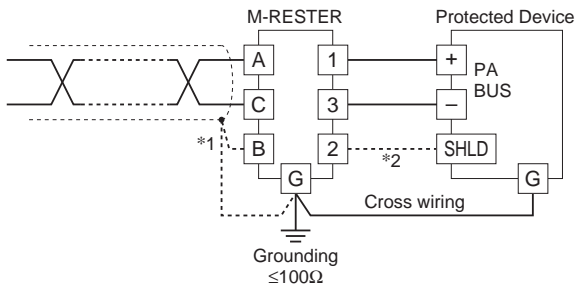 M-RESTER Protected Device
A 1 + PA
BUS
C 3 –
*1 B 2 *2 SHLD
G G
Cross wiring
Grounding
≤100Ω